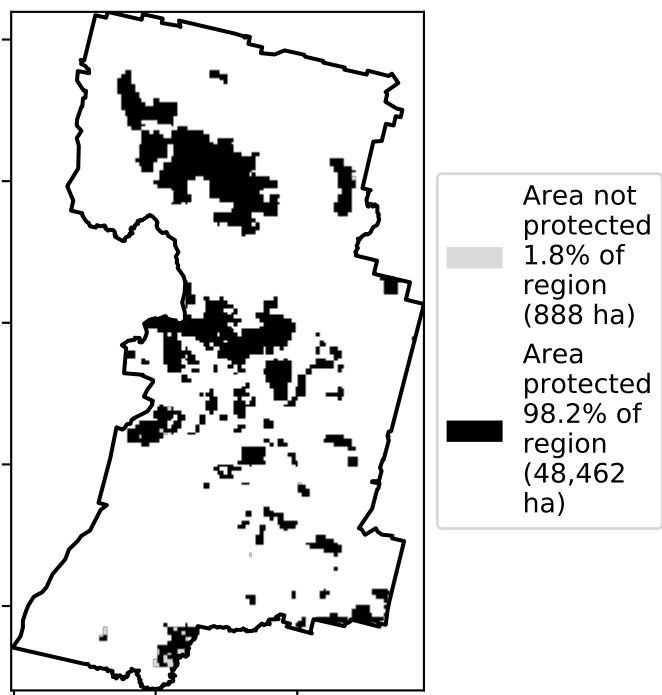 Area not
protected
1.8% of
region
(888 ha)
Area
protected
98.2% of
region
(48,462
ha)